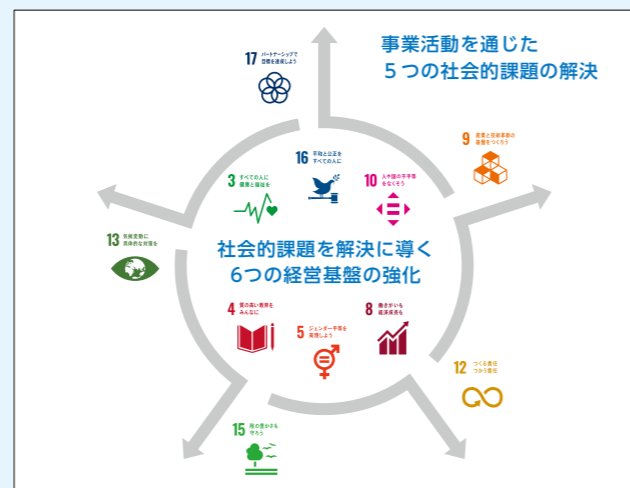 事業活動を通じた
5つの社会的課題の解決
17 パートナーシップで
目標を達成しよう
9 産業と技術革新の
基盤をつくろう
16 平和と公正を
すべての人に
3 すべての人に
健康と福祉を
10 人や国の不平等
をなくそう
13 気候変動に
具体的な対策を
社会的課題を解決に導く
6つの経営基盤の強化
4 質の高い教育を
みんなに
5 ジェンダー平等を
実現しよう
8 働きがいも
経済成長も
12 つくる責任
つかう責任
15 陸の豊かさも
守ろう